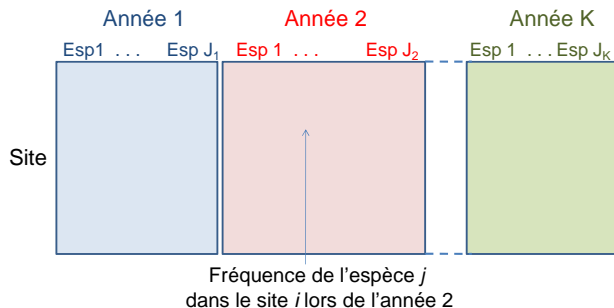 Année 1 Année 2 Année K
Esp1 . . . Esp J1 Esp 1 . . . Esp J2 Esp 1 . . . Esp JK
Site
Fréquence de l'espèce j
dans le site i lors de l'année 2